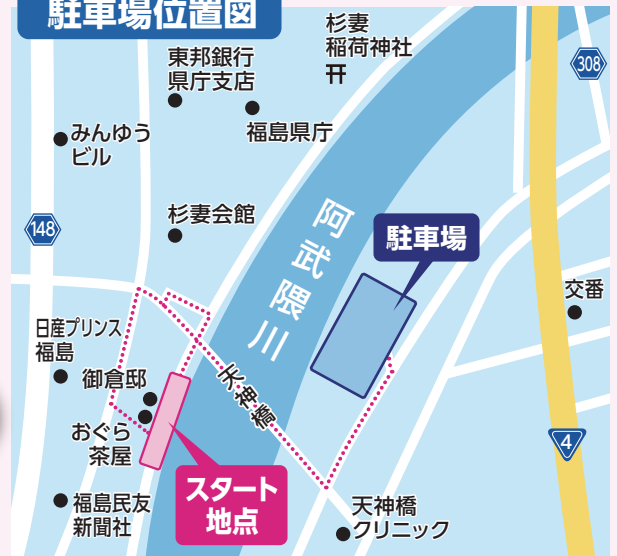 駐車場位置図
杉妻
稲荷神社
東邦銀行
県庁支店
308
福島県庁
みんゆう
ビル
杉妻会館
148
阿武隈川
駐車場
交番
日産プリンス
福島
御倉邸
天神橋
おぐら
茶屋
4
スタート
地点
福島民友
新聞社
天神橋
クリニック